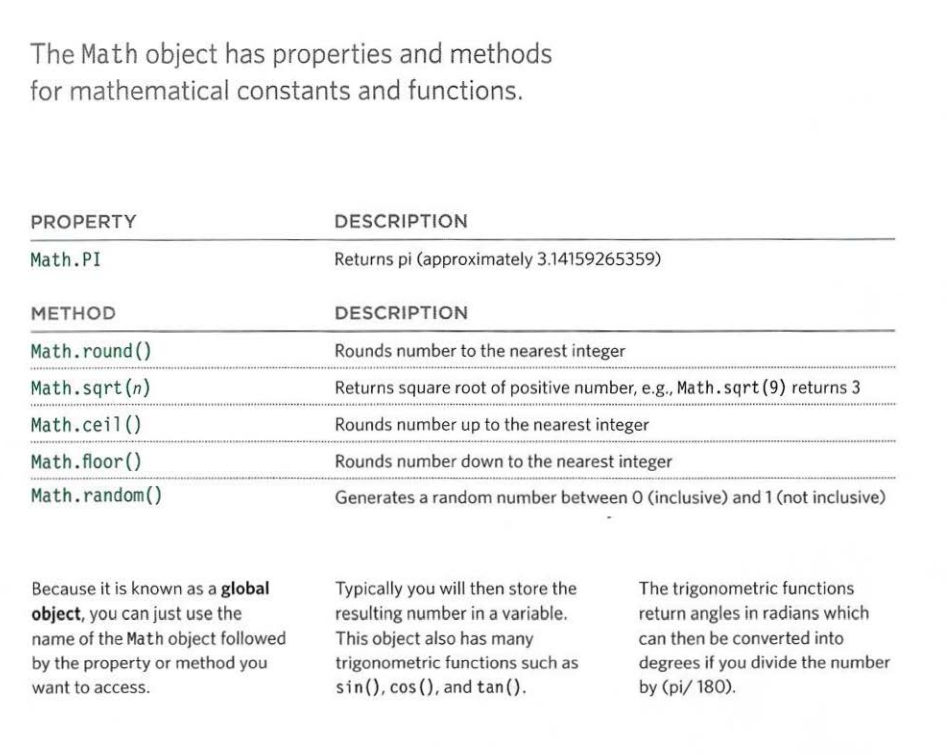 The Math object has properties and methods
for mathematical constants and functions.
PROPERTY DESCRIPTION
Math.PI Returns pi (approximately 3.14159265359)
METHOD DESCRIPTION
Math.round() Rounds number to the nearest integer
Math.sqrt(n) Returns square root of positive number, e.g., Math.sqrt(9) returns 3
Math.ceil() Rounds number up to the nearest integer
Math.floor() Rounds number down to the nearest integer
Math.random() Generates a random number between 0 (inclusive) and 1 (not inclusive)
Because it is known as a global
object, you can just use the
name of the Math object followed
by the property or method you
want to access.
Typically you will then store the
resulting number in a variable.
This object also has many
trigonometric functions such as
sin(), cos(), and tan().
The trigonometric functions
return angles in radians which
can then be converted into
degrees if you divide the number
by (pi/ 180).